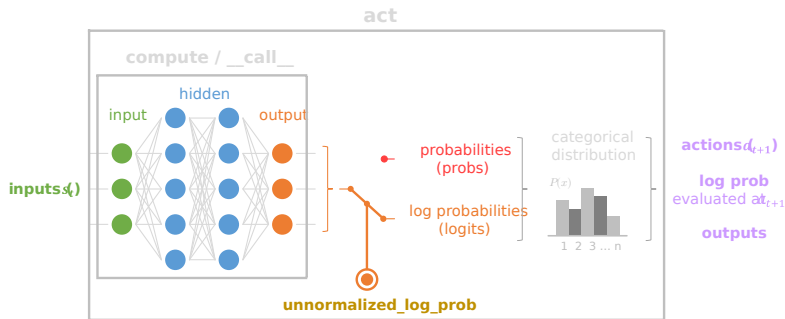 act
compute / __call__
hidden
input
output
inputs
probabilities
(probs)
log probabilities
(logits)
unnormalized_log_prob
categorical
distribution
P(x)
1 2 3 ... n
actions
log prob
evaluated at
outputs